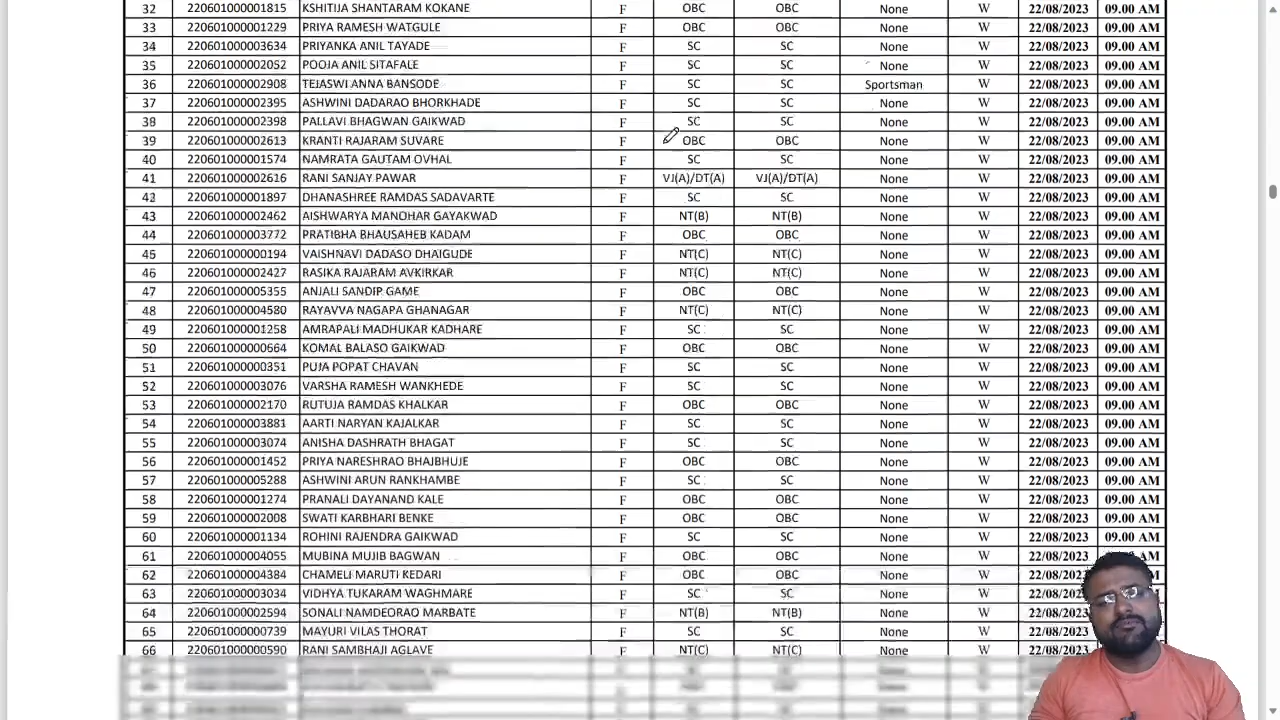 32 220601000001815 KSHITIJA SHANTARAM KOKANE F OBC OBC None W 22/08/2023 09.00 AM
33 220601000001229 PRIYA RAMESH WATGULE F OBC OBC None W 22/08/2023 09.00 AM
34 220601000003634 PRIYANKA ANIL TAYADE F SC SC None W 22/08/2023 09.00 AM
35 220601000002052 POOJA ANIL SITAFALE F SC SC None W 22/08/2023 09.00 AM
36 220601000002908 TEJASWI ANNA BANSODE F SC SC Sportsman W 22/08/2023 09.00 AM
37 220601000002395 ASHWINI DADARAO BHORKHADE F SC SC None W 22/08/2023 09.00 AM
38 220601000002398 PALLAVI BHAGWAN GAIKWAD F SC SC None W 22/08/2023 09.00 AM
39 220601000002613 KRANTI RAJARAM SUVARE F OBC OBC None W 22/08/2023 09.00 AM
40 220601000001574 NAMRATA GAUTAM OVHAL F SC SC None W 22/08/2023 09.00 AM
41 220601000002616 RANI SANJAY PAWAR F VJ(A)/DT(A) VJ(A)/DT(A) None W 22/08/2023 09.00 AM
42 220601000001897 DHANASHREE RAMDAS SADAVARTE F SC SC None W 22/08/2023 09.00 AM
43 220601000002462 AISHWARYA MANOHAR GAYAKWAD F NT(B) NT(B) None W 22/08/2023 09.00 AM
44 220601000003772 PRATIBHA BHAUSAHEB KADAM F OBC OBC None W 22/08/2023 09.00 AM
45 220601000000194 VAISHNAVI DADASO DHAIGUDE F NT(C) NT(C) None W 22/08/2023 09.00 AM
46 220601000002427 RASIKA RAJARAM AVKIRKAR F NT(C) NT(C) None W 22/08/2023 09.00 AM
47 220601000005355 ANJALI SANDIP GAME F OBC OBC None W 22/08/2023 09.00 AM
48 220601000004580 RAYAVVA NAGAPA GHANAGAR F NT(C) NT(C) None W 22/08/2023 09.00 AM
49 220601000001258 AMRAPALI MADHUKAR KADHARE F SC SC None W 22/08/2023 09.00 AM
50 220601000000664 KOMAL BALASO GAIKWAD F OBC OBC None W 22/08/2023 09.00 AM
51 220601000000351 PUJA POPAT CHAVAN F SC SC None W 22/08/2023 09.00 AM
52 220601000003076 VARSHA RAMESH WANKHEDE F SC SC None W 22/08/2023 09.00 AM
53 220601000002170 RUTUJA RAMDAS KHALKAR F OBC OBC None W 22/08/2023 09.00 AM
54 220601000003881 AARTI NARYAN KAJALKAR F SC SC None W 22/08/2023 09.00 AM
55 220601000003074 ANISHA DASHRATH BHAGAT F SC SC None W 22/08/2023 09.00 AM
56 220601000001452 PRIYA NARESHRAO BHAJBHUJE F OBC OBC None W 22/08/2023 09.00 AM
57 220601000005288 ASHWINI ARUN RANKHAMBE F SC SC None W 22/08/2023 09.00 AM
58 220601000001274 PRANALI DAYANAND KALE F OBC OBC None W 22/08/2023 09.00 AM
59 220601000002008 SWATI KARBHARI BENKE F OBC OBC None W 22/08/2023 09.00 AM
60 220601000001134 ROHINI RAJENDRA GAIKWAD F SC SC None W 22/08/2023 09.00 AM
61 220601000004055 MUBINA MUJIB BAGWAN F OBC OBC None W 22/08/2023 09.00 AM
62 220601000004384 CHAMELI MARUTI KEDARI F OBC OBC None W 22/08/2023
63 220601000003034 VIDHYA TUKARAM WAGHMARE F SC SC None W 22/08/2023
64 220601000002594 SONALI NAMDEORAO MARBATE F NT(B) NT(B) None W 22/08/2023
65 220601000000739 MAYURI VILAS THORAT F SC SC None W 22/08/2023
66 220601000000590 RANI SAMBHAJI AGLAVE F NT(C) NT(C) None W